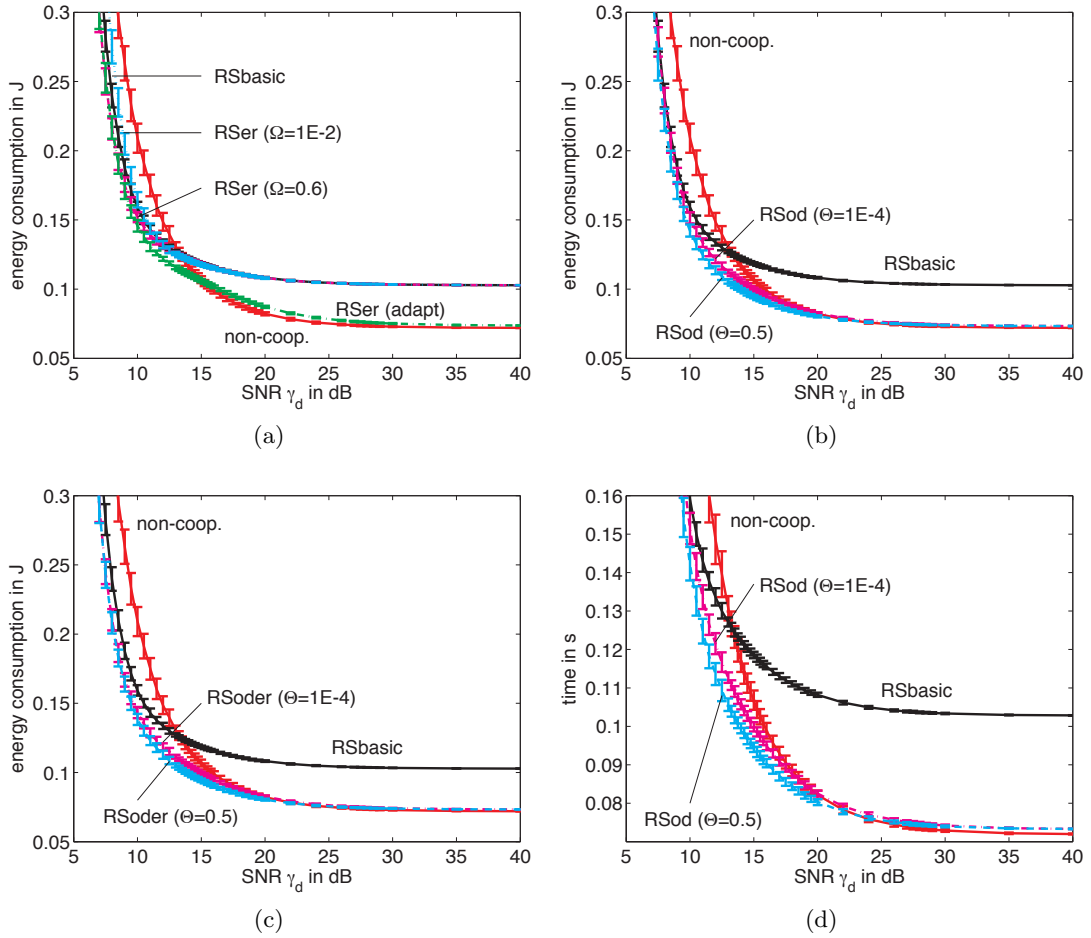 0.3
0.25
0.2
0.15
0.1
0.05
energy consumption in J
RSbasic
RSer (Ω=1E-2)
RSer (Ω=0.6)
RSer (adapt)
non-coop.
5 10 15 20 25 30 35 40
SNR γd in dB
(a)
0.3
0.25
0.2
0.15
0.1
0.05
energy consumption in J
non-coop.
RSod (Θ=1E-4)
RSbasic
RSod (Θ=0.5)
5 10 15 20 25 30 35 40
SNR γd in dB
(b)
0.3
0.25
0.2
0.15
0.1
0.05
energy consumption in J
non-coop.
RSoder (Θ=1E-4)
RSbasic
RSoder (Θ=0.5)
5 10 15 20 25 30 35 40
SNR γd in dB
(c)
0.16
0.15
0.14
0.13
0.12
0.11
0.1
0.09
0.08
time in s
non-coop.
RSod (Θ=1E-4)
RSbasic
RSod (Θ=0.5)
5 10 15 20 25 30 35 40
SNR γd in dB
(d)